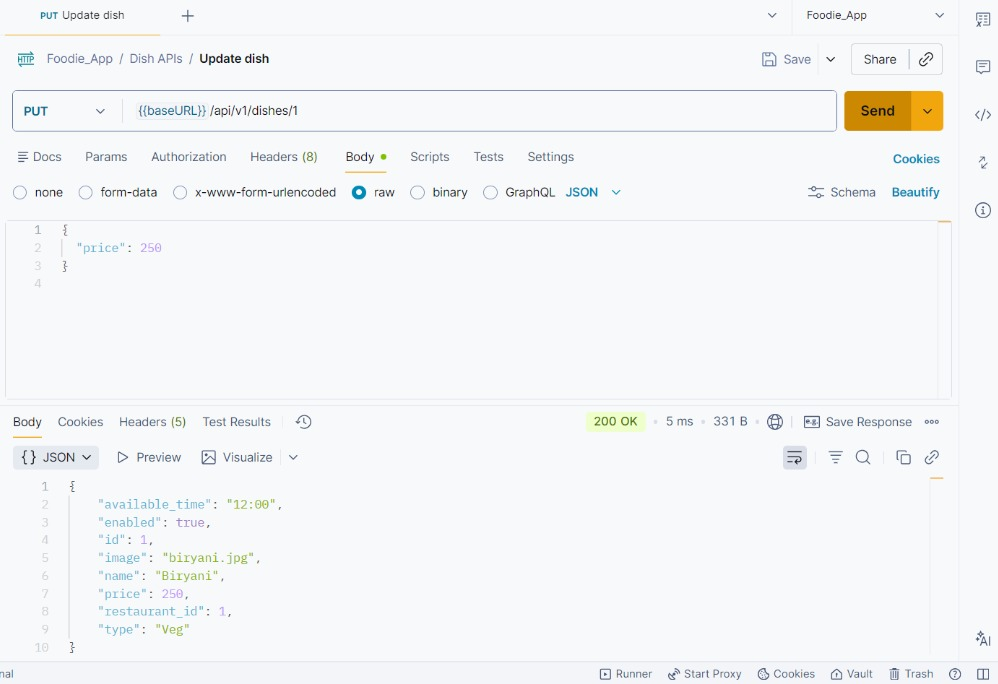 PUT Update dish
Foodie_App
HTTP Foodie_App / Dish APIs / Update dish
Save Share
PUT {{baseURL}} /api/v1/dishes/1 Send
Docs Params Authorization Headers (8) Body Scripts Tests Settings Cookies
none form-data x-www-form-urlencoded raw binary GraphQL JSON Schema Beautify
1 {
2 "price": 250
3 }
4
Body Cookies Headers (5) Test Results 200 OK 5 ms 331 B e.g. Save Response
{} JSON Preview Visualize
1 {
2 "available_time": "12:00",
3 "enabled": true,
4 "id": 1,
5 "image": "biryani.jpg",
6 "name": "Biryani",
7 "price": 250,
8 "restaurant_id": 1,
9 "type": "Veg"
10 }
AI
nal Runner Start Proxy Cookies Vault Trash